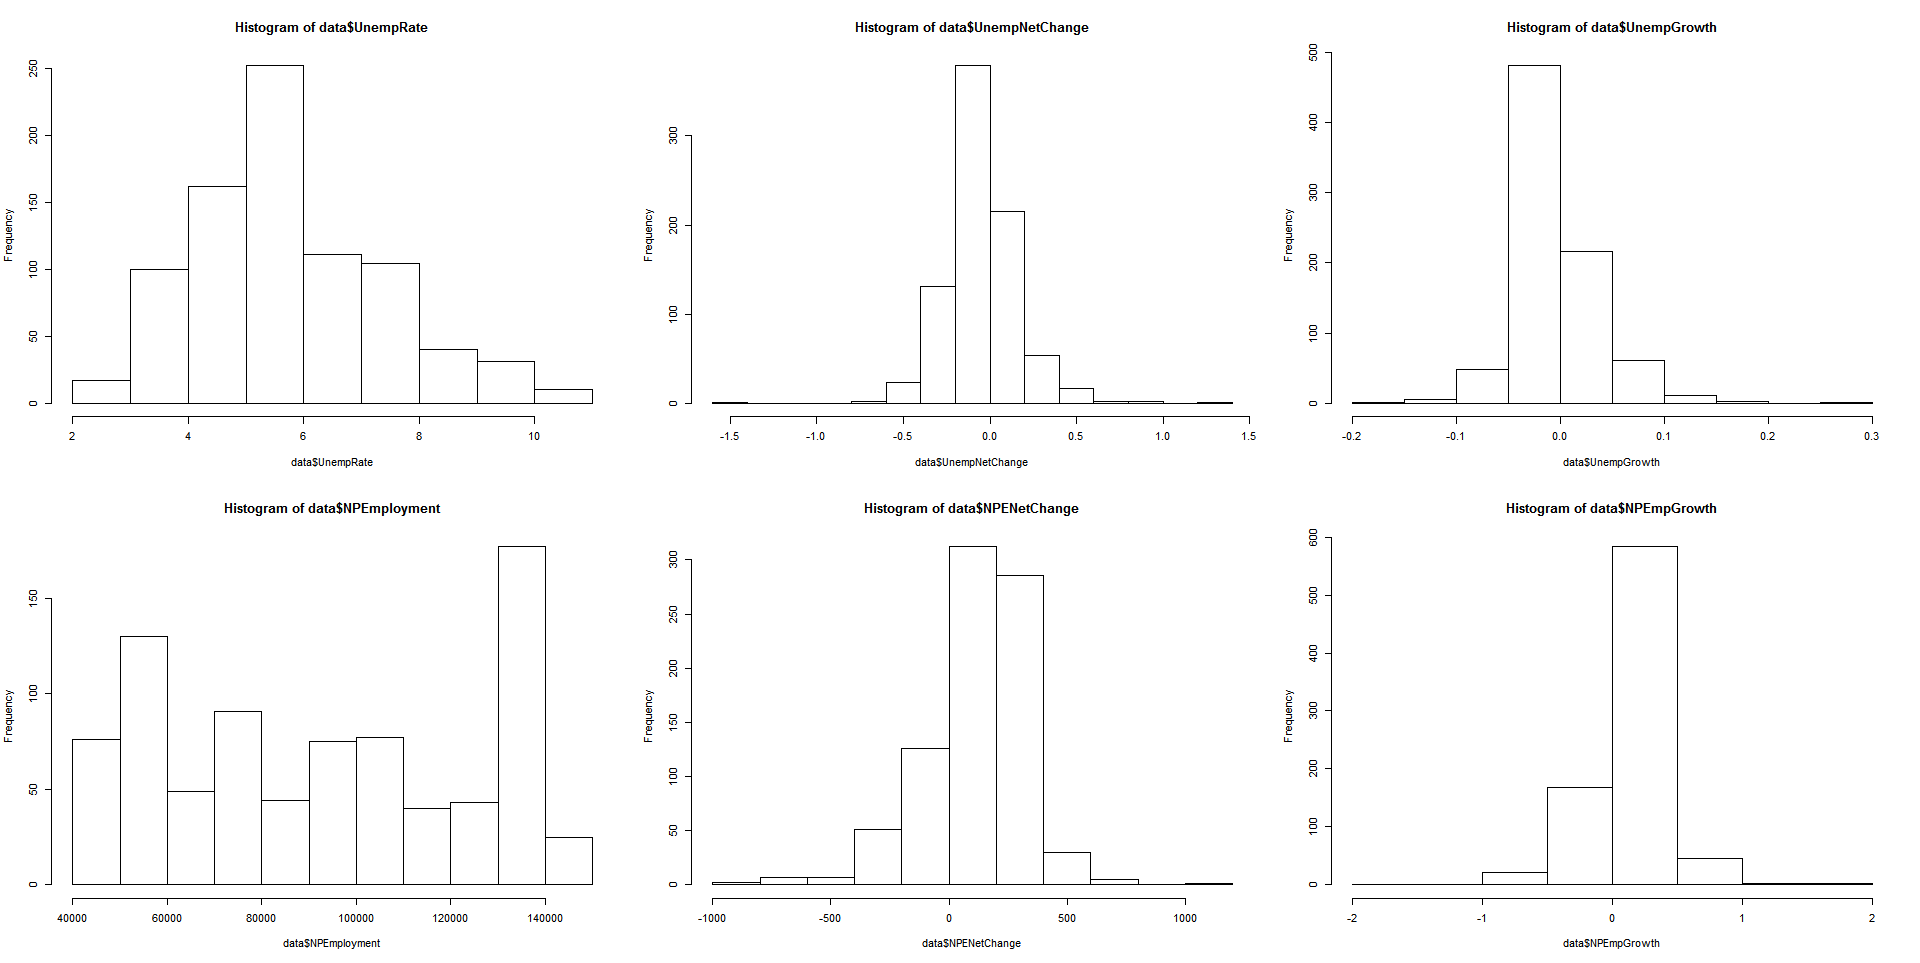 Histogram of data$UnempRate
Frequency
0 50 100 150 200 250
2 4 6 8 10
data$UnempRate
Histogram of data$UnempNetChange
Frequency
0 100 200 300
-1.5 -1.0 -0.5 0.0 0.5 1.0 1.5
data$UnempNetChange
Histogram of data$UnempGrowth
Frequency
0 100 200 300 400 500
-0.2 -0.1 0.0 0.1 0.2 0.3
data$UnempGrowth
Histogram of data$NPEmployment
Frequency
0 50 100 150
40000 60000 80000 100000 120000 140000
data$NPEmployment
Histogram of data$NPENetChange
Frequency
0 50 100 150 200 250 300
-1000 -500 0 500 1000
data$NPENetChange
Histogram of data$NPEmpGrowth
Frequency
0 100 200 300 400 500 600
-2 -1 0 1 2
data$NPEmpGrowth